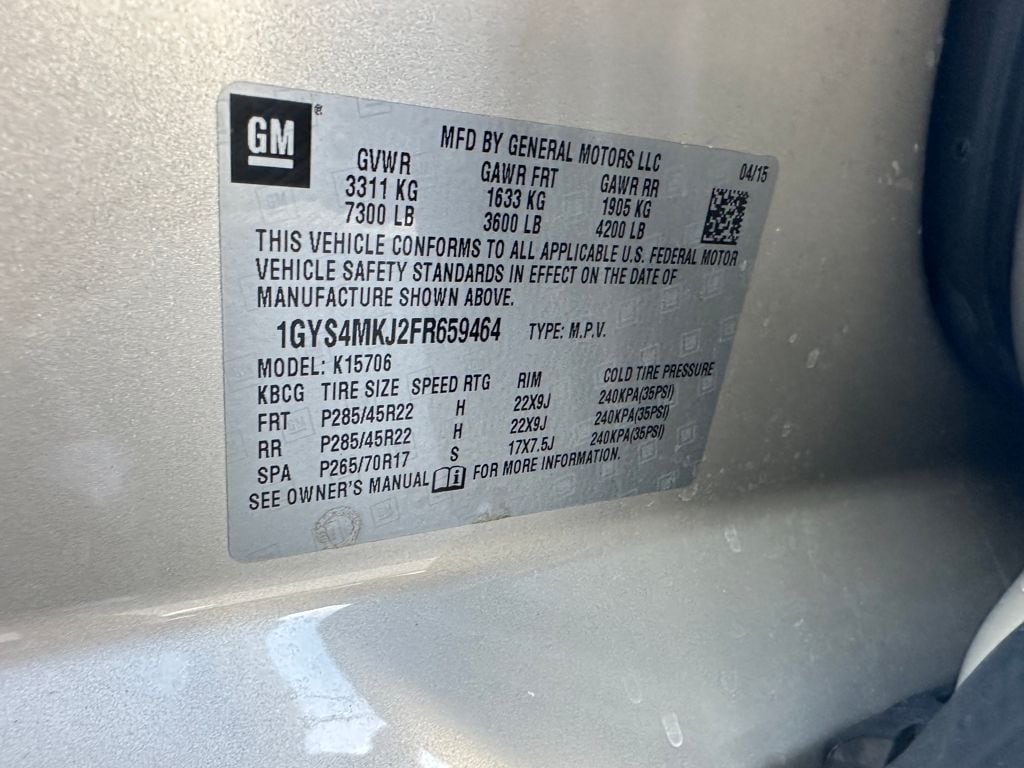 GM ®
MFD BY GENERAL MOTORS LLC
04/15
GVWR GAWR FRT GAWR RR
3311 KG 1633 KG 1905 KG
7300 LB 3600 LB 4200 LB
THIS VEHICLE CONFORMS TO ALL APPLICABLE U.S. FEDERAL MOTOR
VEHICLE SAFETY STANDARDS IN EFFECT ON THE DATE OF
MANUFACTURE SHOWN ABOVE.
1GYS4MKJ2FR659464 TYPE: M.P.V.
MODEL: K15706
KBCG TIRE SIZE SPEED RTG RIM COLD TIRE PRESSURE
FRT P285/45R22 H 22X9J 240KPA(35PSI)
RR P285/45R22 H 22X9J 240KPA(35PSI)
SPA P265/70R17 S 17X7.5J 240KPA(35PSI)
SEE OWNER'S MANUAL i FOR MORE INFORMATION.